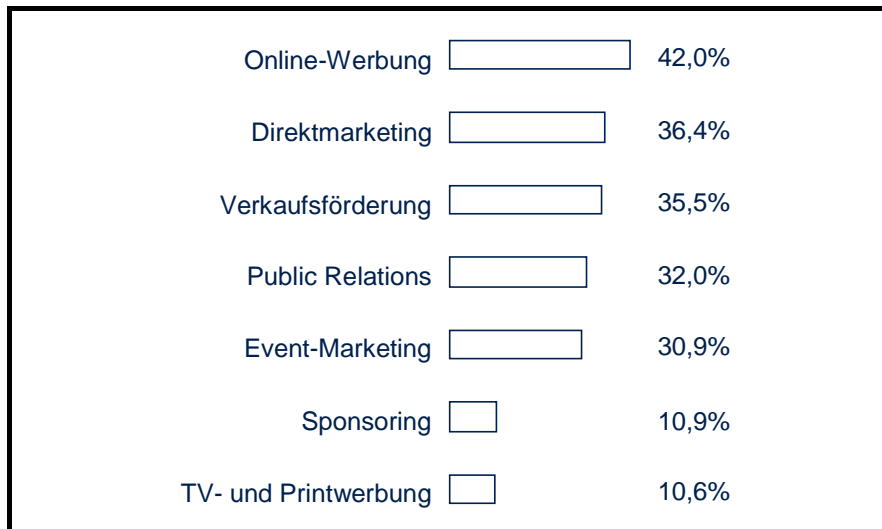 Online-Werbung 42,0%
Direktmarketing 36,4%
Verkaufsförderung 35,5%
Public Relations 32,0%
Event-Marketing 30,9%
Sponsoring 10,9%
TV- und Printwerbung 10,6%